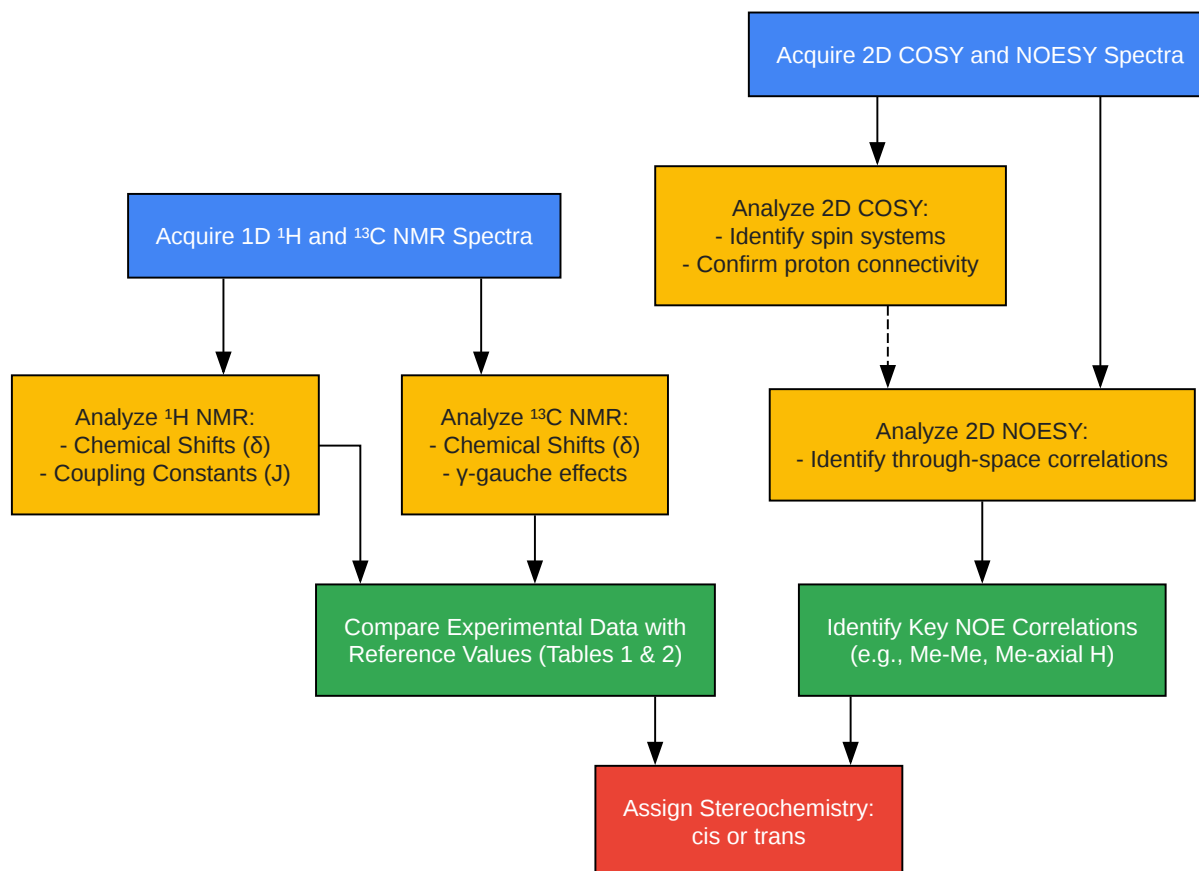 Acquire 2D COSY and NOESY Spectra
Analyze 2D COSY:
- Identify spin systems
- Confirm proton connectivity
Acquire 1D ¹H and ¹³C NMR Spectra
Analyze ¹H NMR:
- Chemical Shifts (δ)
- Coupling Constants (J)
Analyze ¹³C NMR:
- Chemical Shifts (δ)
- γ-gauche effects
Analyze 2D NOESY:
- Identify through-space correlations
Compare Experimental Data with
Reference Values (Tables 1 & 2)
Identify Key NOE Correlations
(e.g., Me-Me, Me-axial H)
Assign Stereochemistry:
cis or trans